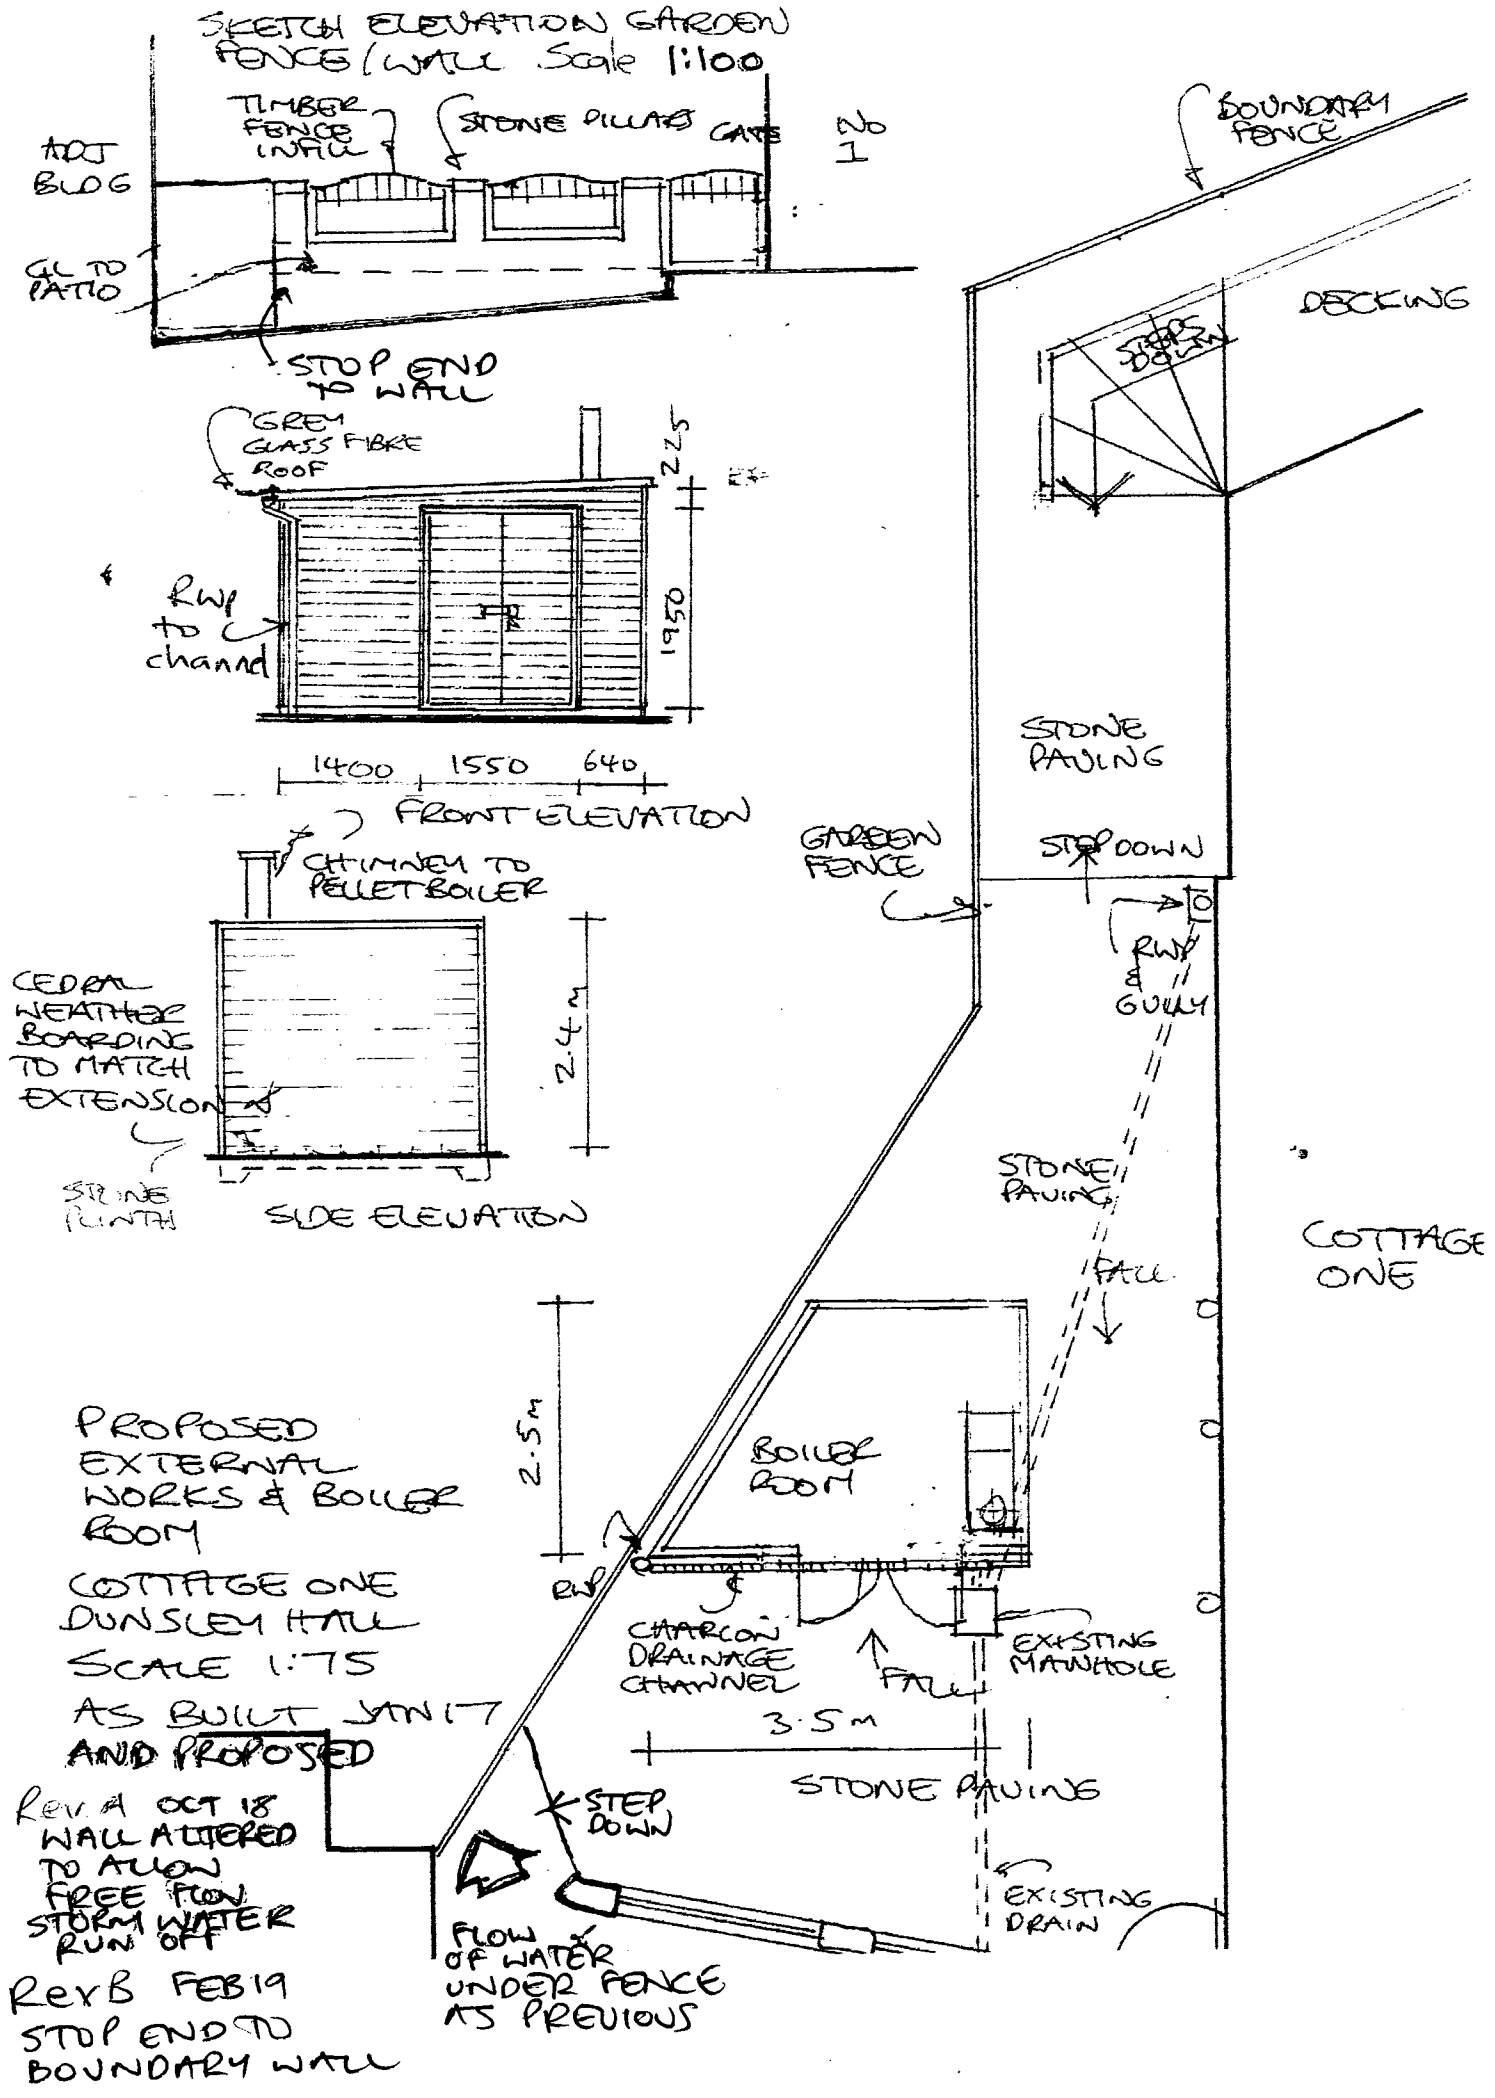 SKETCH ELEVATION GARDEN
FENCE/WALL Scale 1:100
TIMBER
FENCE
INFILL
STONE PILLARS
GATE
No
1
ADJ
BLDG
GL TO
PATIO
STOP END
TO WALL
BOUNDARY
FENCE
DECKING
STEPS
DOWN
GREY
GLASS FIBRE
ROOF
225
1950
RWP
to
channel
1400 1550 640
FRONT ELEVATION
CHIMNEY TO
PELLET BOILER
CEDRAL
WEATHER
BOARDING
TO MATCH
EXTENSION
2.4m
STONE
PLINTH
SIDE ELEVATION
STONE
PAVING
STEP DOWN
GARDEN
FENCE
RWP
&
GULLY
STONE
PAVING
FALL
COTTAGE
ONE
2.5m
BOILER
ROOM
RWP
CHARCON
DRAINAGE
CHANNEL
FALL
EXISTING
MANHOLE
3.5m
STONE PAVING
STEP
DOWN
EXISTING
DRAIN
FLOW
OF WATER
UNDER FENCE
AS PREVIOUS
PROPOSED
EXTERNAL
WORKS & BOILER
ROOM
COTTAGE ONE
DUNSLEY HALL
SCALE 1:75
AS BUILT JAN 17
AND PROPOSED
Rev. A OCT 18
WALL ALTERED
TO ALLOW
FREE FLOW
STORM WATER
RUN OFF
Rev B FEB 19
STOP END TO
BOUNDARY WALL